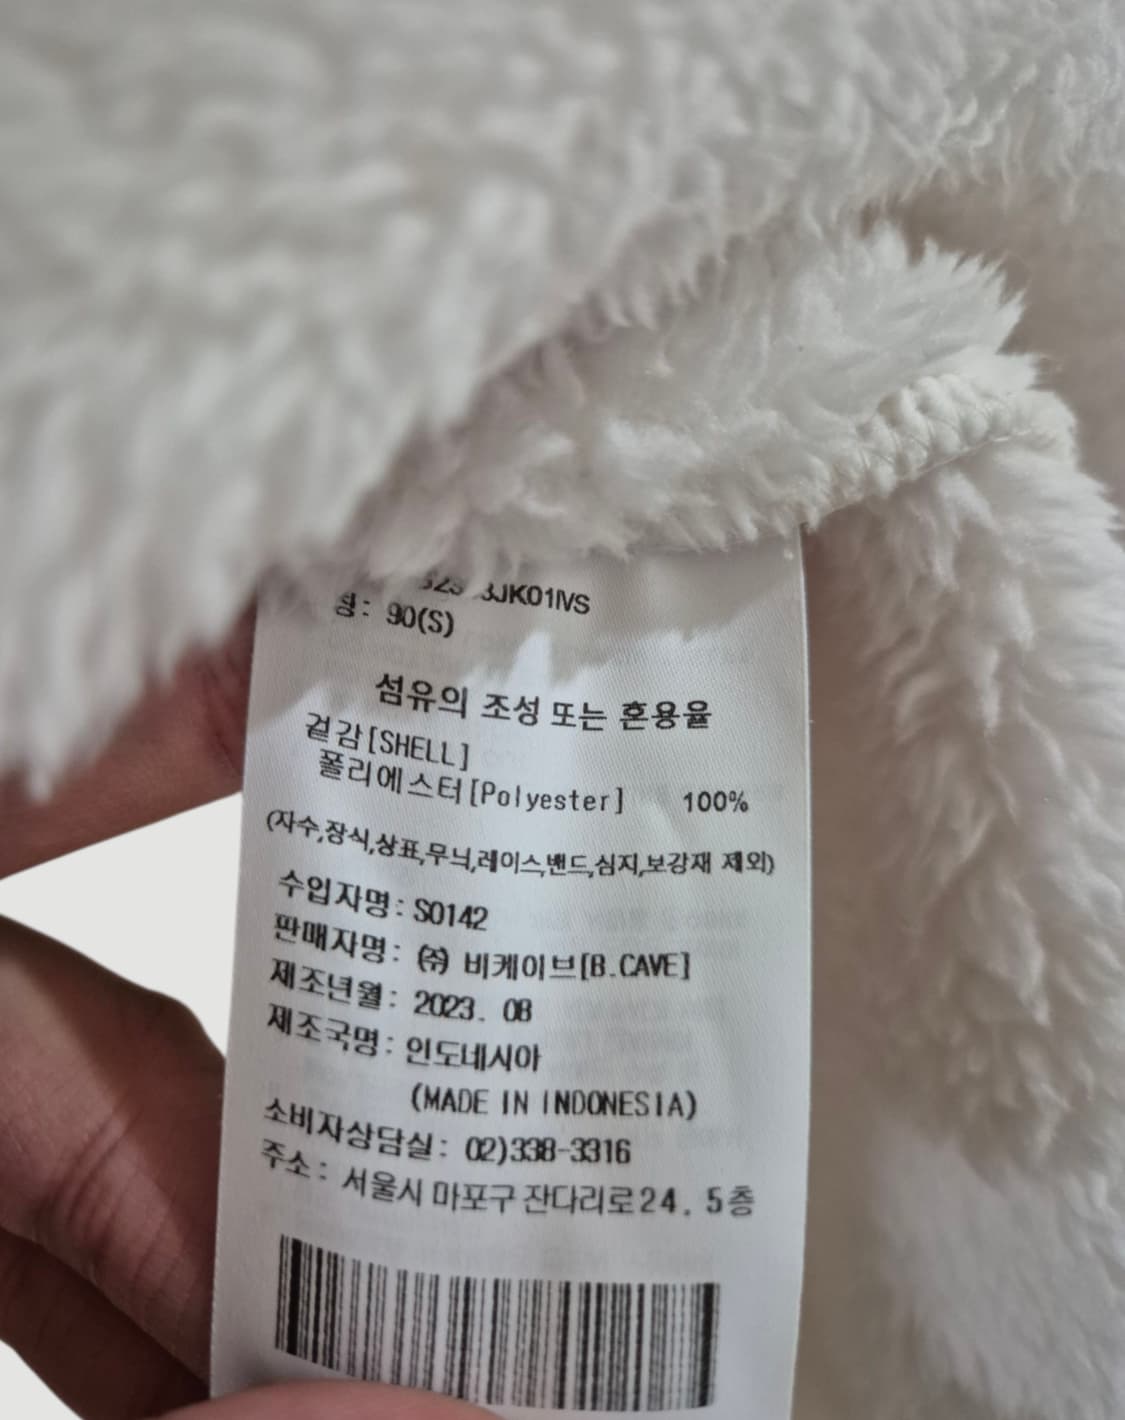 90(S)
섬유의 조성 또는 혼용율
겉감[SHELL]
폴리에스터[Polyester] 100%
(자수,장식,상표,무늬,레이스,밴드,심지,보강재 제외)
수입자명: S0142
판매자명: ㈜ 비케이브[B.CAVE]
제조년월: 2023. 08
제조국명: 인도네시아
(MADE IN INDONESIA)
소비자상담실: 02)338-3316
주소: 서울시 마포구 잔다리로24, 5층